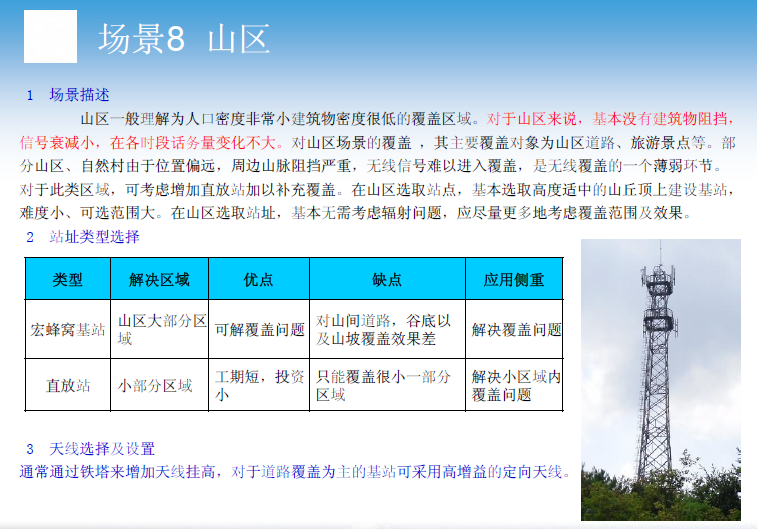 场景8 山区
1 场景描述
山区一般理解为人口密度非常小建筑物密度很低的覆盖区域。对于山区来说，基本没有建筑物阻挡，
信号衰减小，在各时段话务量变化不大。对山区场景的覆盖 ，其主要覆盖对象为山区道路、旅游景点等。部
分山区、自然村由于位置偏远，周边山脉阻挡严重，无线信号难以进入覆盖，是无线覆盖的一个薄弱环节。
对于此类区域，可考虑增加直放站加以补充覆盖。在山区选取站点，基本选取高度适中的山丘顶上建设基站，
难度小、可选范围大。在山区选取站址，基本无需考虑辐射问题，应尽量更多地考虑覆盖范围及效果。
2 站址类型选择
类型 解决区域 优点 缺点 应用侧重
宏蜂窝基站 山区大部分区域 可解覆盖问题 对山间道路，谷底以及山坡覆盖效果差 解决覆盖问题
直放站 小部分区域 工期短，投资小 只能覆盖很小一部分区域 解决小区域内覆盖问题
3 天线选择及设置
通常通过铁塔来增加天线挂高，对于道路覆盖为主的基站可采用高增益的定向天线。